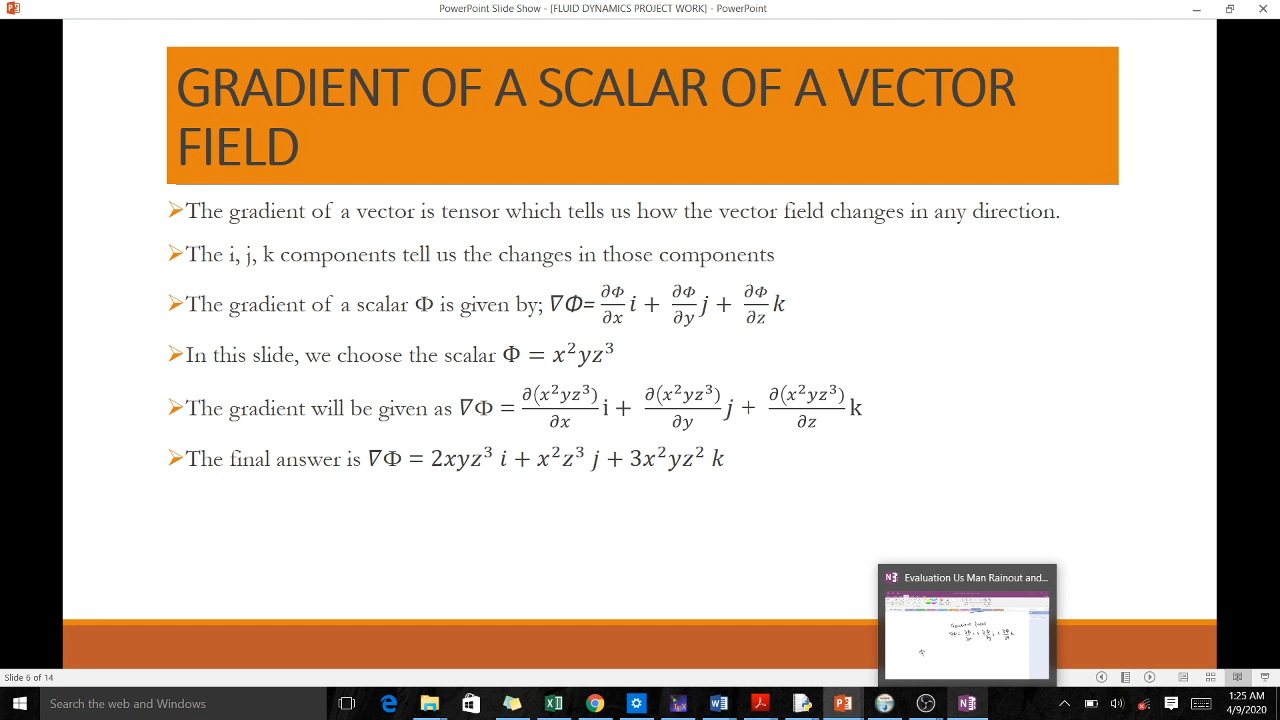 PowerPoint Slide Show - [FLUID DYNAMICS PROJECT WORK] - PowerPoint
GRADIENT OF A SCALAR OF A VECTOR
FIELD
➢The gradient of a vector is tensor which tells us how the vector field changes in any direction.
➢The i, j, k components tell us the changes in those components
➢The gradient of a scalar Φ is given by; ∇Φ= ∂Φ/∂x i + ∂Φ/∂y j + ∂Φ/∂z k
➢In this slide, we choose the scalar Φ = x²yz³
➢The gradient will be given as ∇Φ = ∂(x²yz³)/∂x i + ∂(x²yz³)/∂y j + ∂(x²yz³)/∂z k
➢The final answer is ∇Φ = 2xyz³ i + x²z³ j + 3x²yz² k
Evaluation Us Man Rainout and...
Slide 6 of 14
Search the web and Windows
1:25 AM
4/9/2020